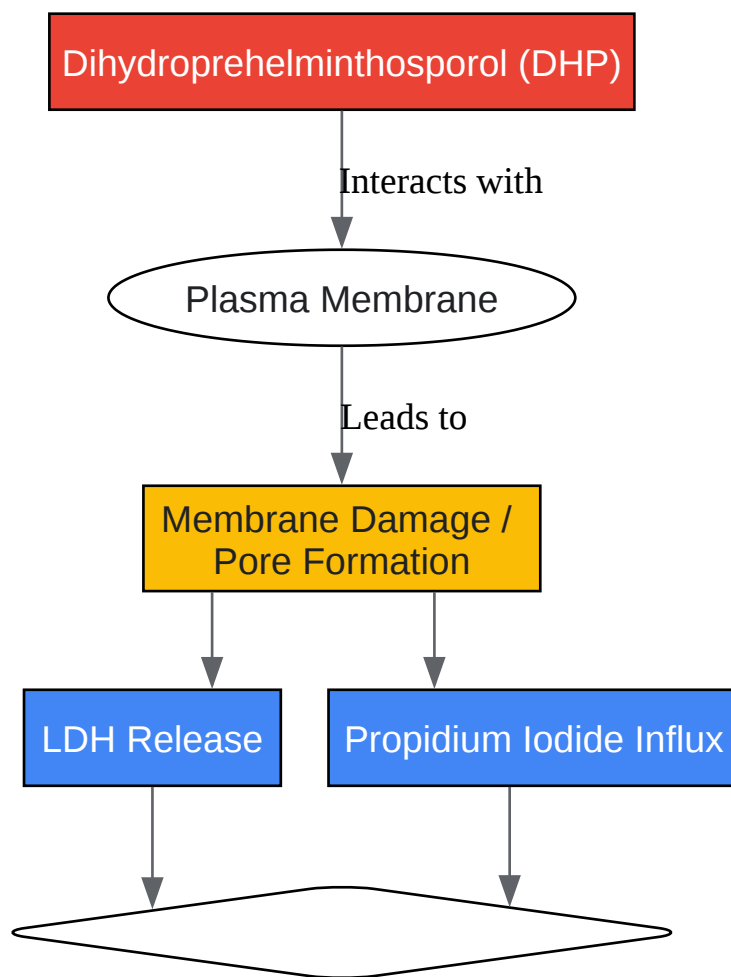 Dihydroprehelminthosporol (DHP)
Interacts with
Plasma Membrane
Leads to
Membrane Damage /
Pore Formation
LDH Release
Propidium Iodide Influx